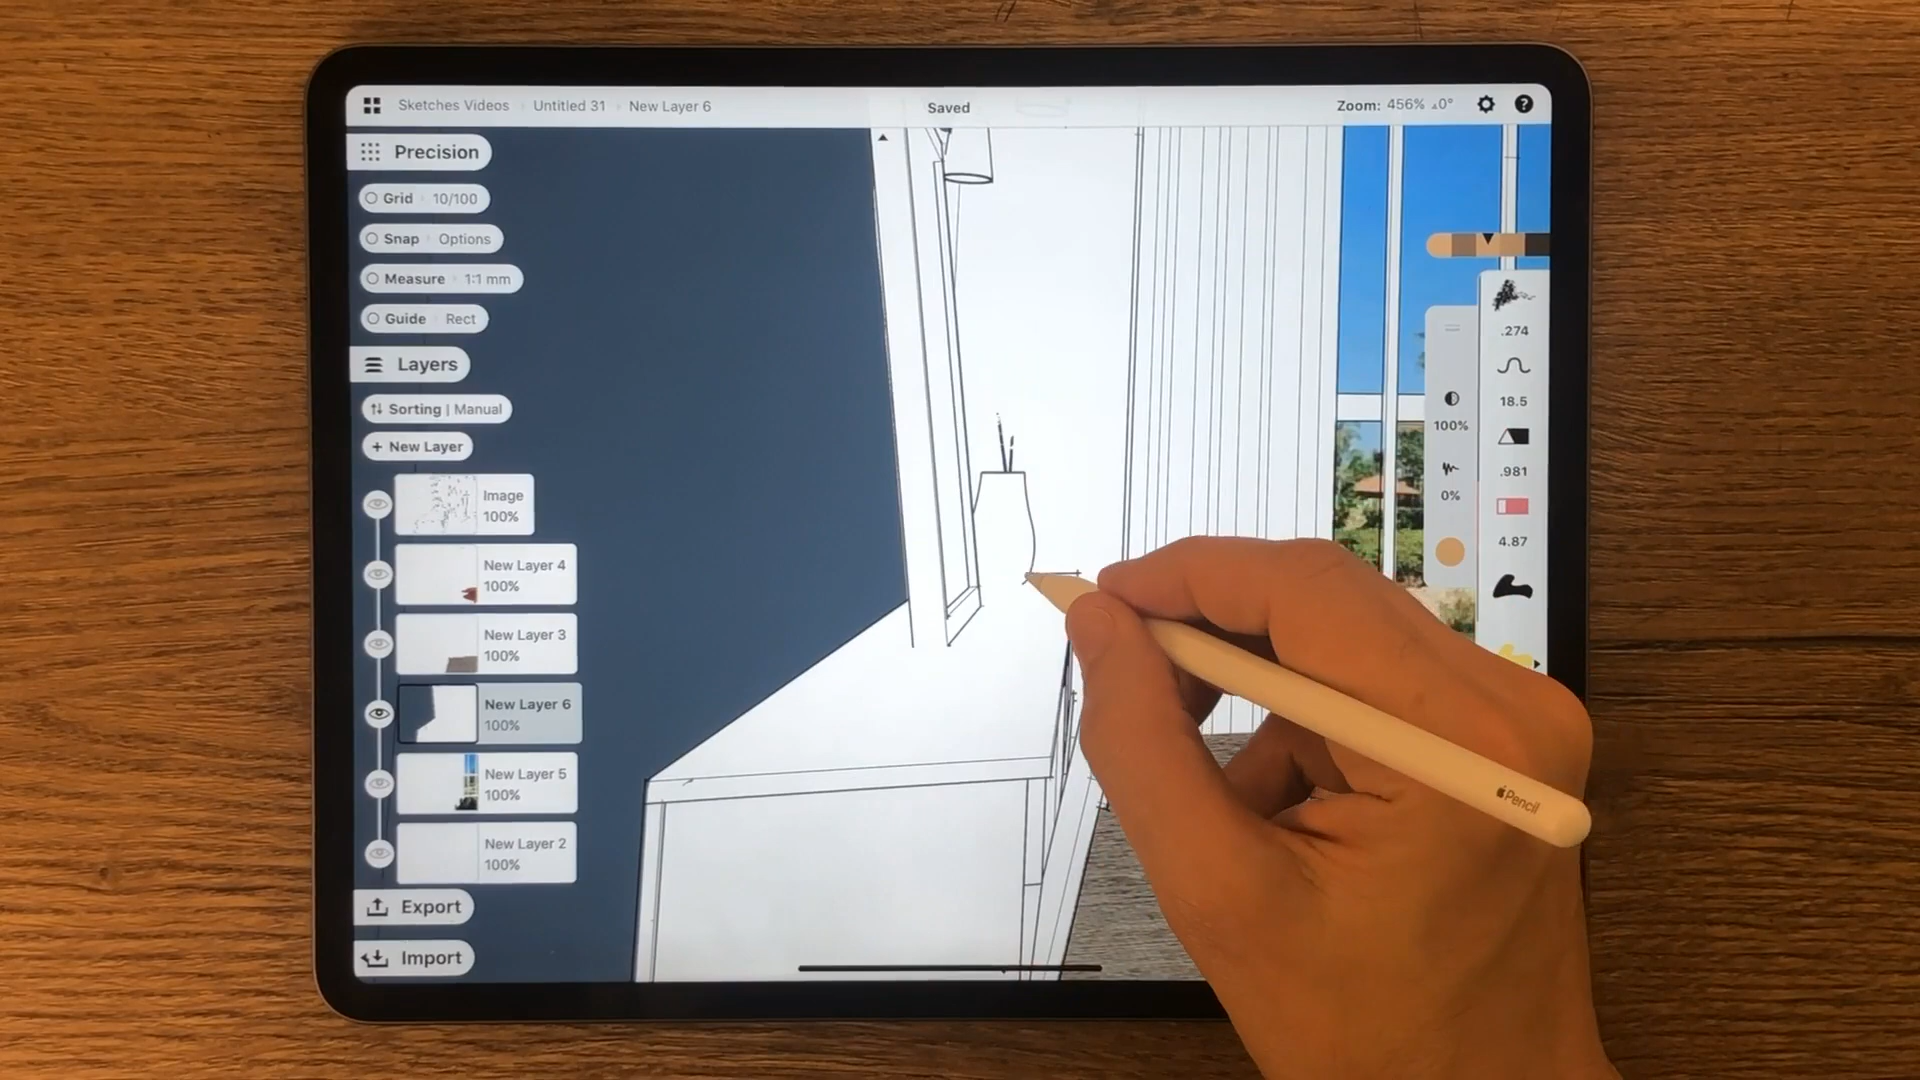 Sketches Videos Untitled 31 New Layer 6
Saved
Zoom: 456% ⊿0° ?
Precision
Grid 10/100
Snap Options
Measure 1:1 mm
Guide Rect
Layers
Sorting | Manual
+ New Layer
Image
100%
New Layer 4
100%
New Layer 3
100%
New Layer 6
100%
New Layer 5
100%
New Layer 2
100%
Export
Import
100%
0%
.274
18.5
.981
4.87
Pencil